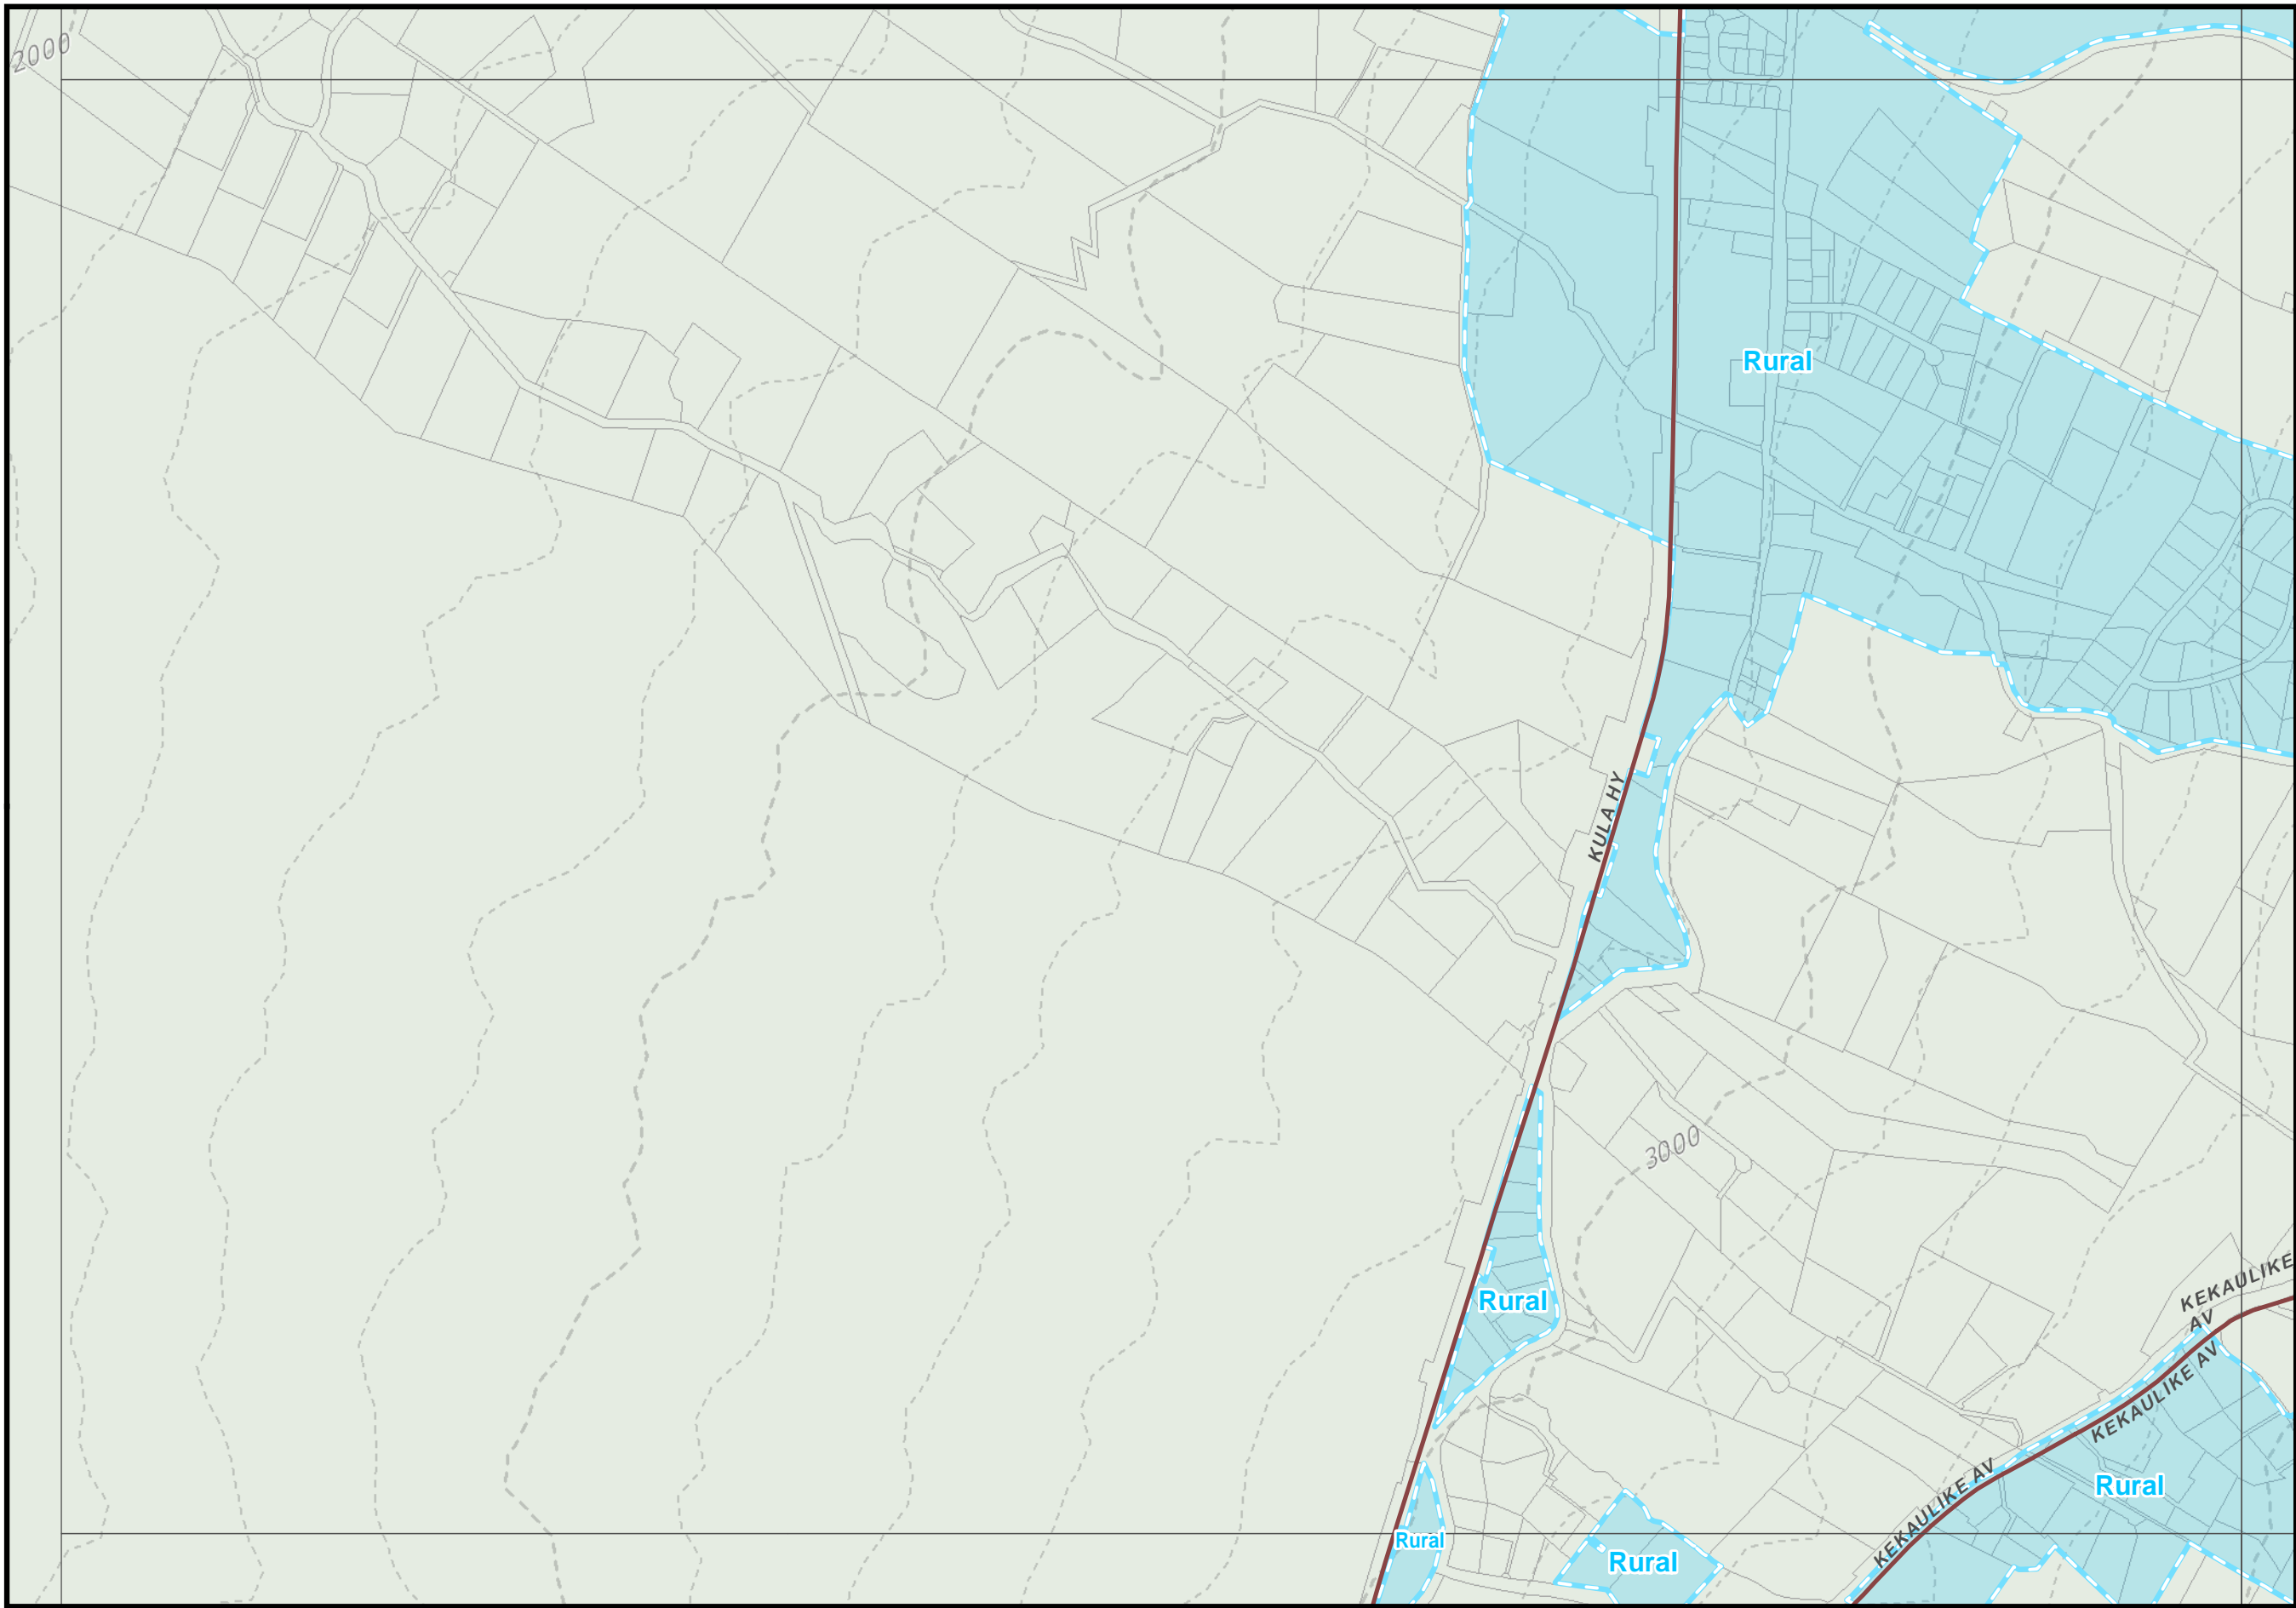 2000
Rural
KULA HY
3000
KEKAULIKE
AV
Rural
KEKAULIKE AV
KEKAULIKE AV
Rural
Rural
Rural